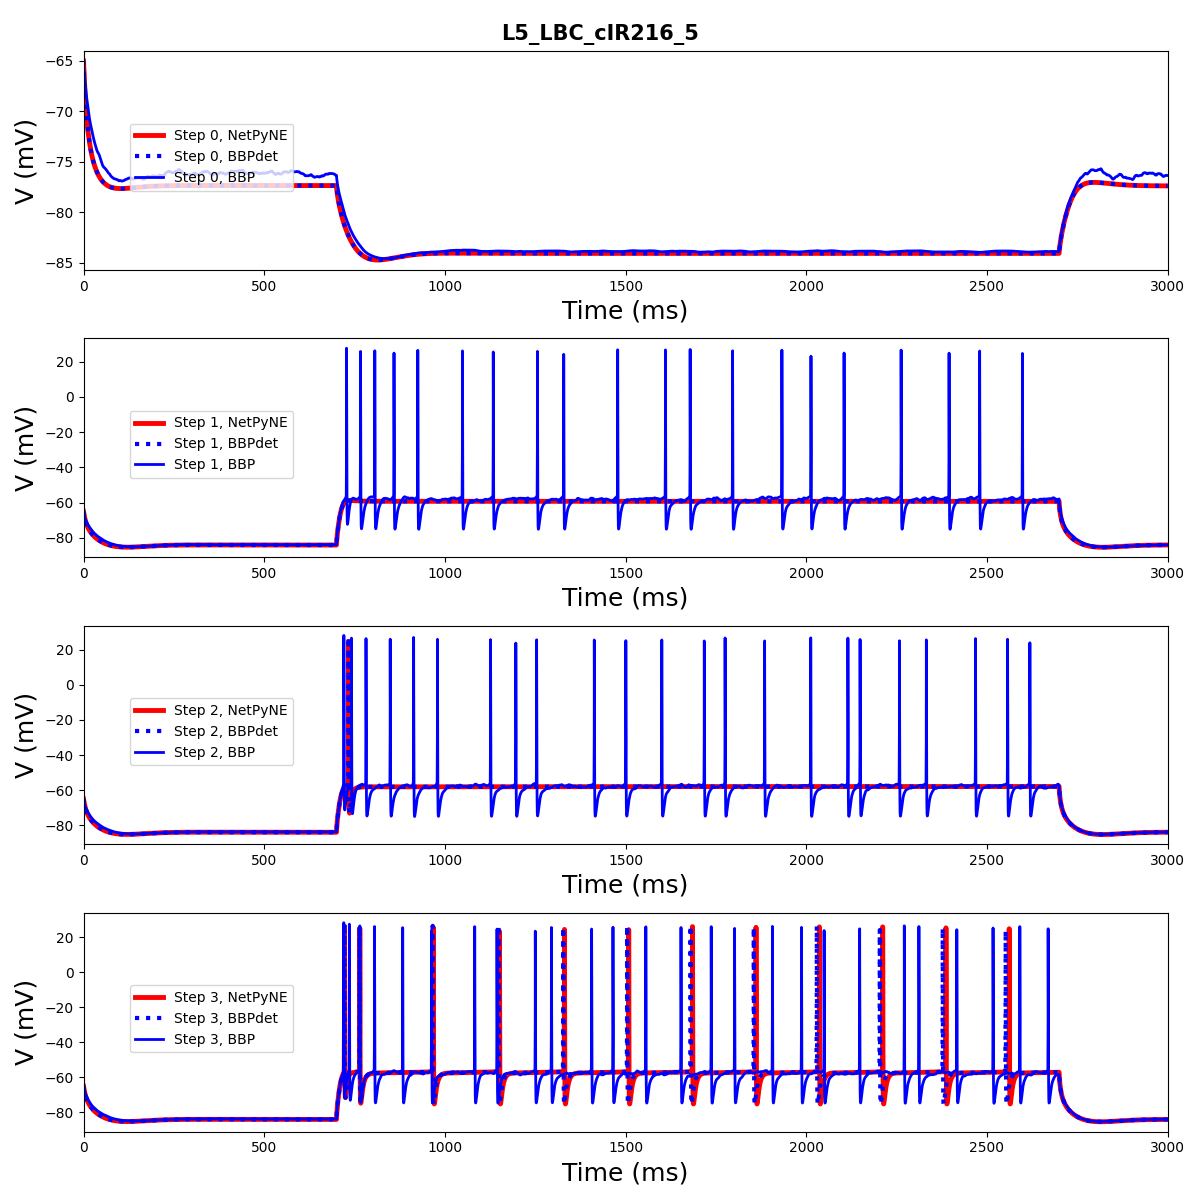 L5_LBC_cIR216_5
−65
−70
−75
−80
−85
V (mV)
Step 0, NetPyNE
Step 0, BBPdet
Step 0, BBP
0 500 1000 1500 2000 2500 3000
Time (ms)
20
0
−20
−40
−60
−80
V (mV)
Step 1, NetPyNE
Step 1, BBPdet
Step 1, BBP
0 500 1000 1500 2000 2500 3000
Time (ms)
20
0
−20
−40
−60
−80
V (mV)
Step 2, NetPyNE
Step 2, BBPdet
Step 2, BBP
0 500 1000 1500 2000 2500 3000
Time (ms)
20
0
−20
−40
−60
−80
V (mV)
Step 3, NetPyNE
Step 3, BBPdet
Step 3, BBP
0 500 1000 1500 2000 2500 3000
Time (ms)